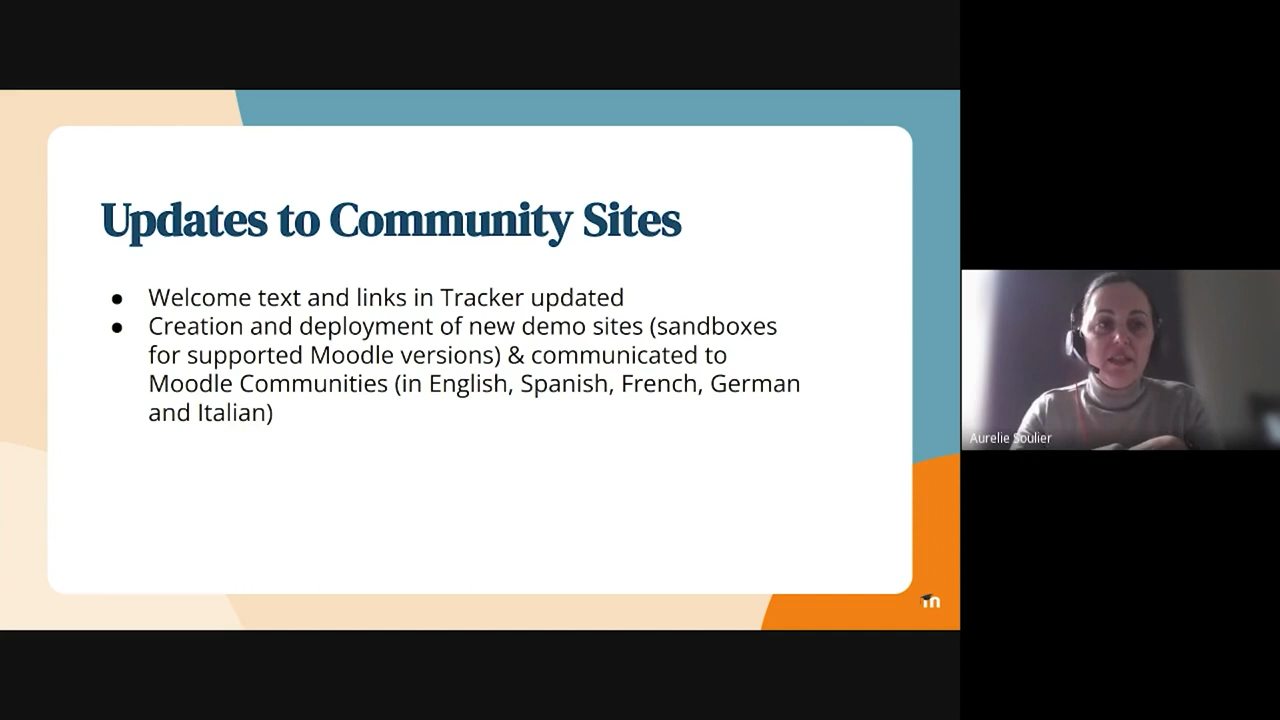 Updates to Community Sites
● Welcome text and links in Tracker updated
● Creation and deployment of new demo sites (sandboxes
for supported Moodle versions) & communicated to
Moodle Communities (in English, Spanish, French, German
and Italian)
m
Aurelie Soulier